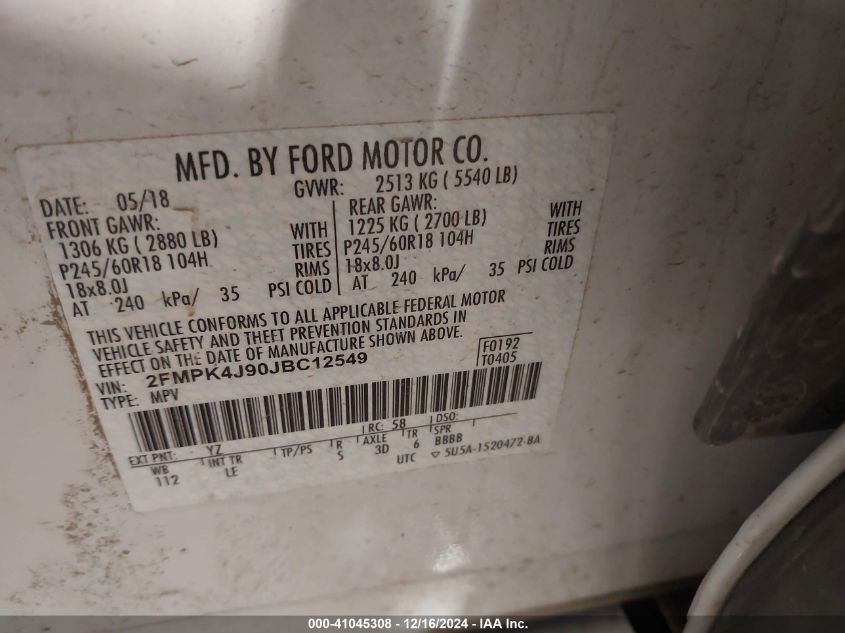 MFD. BY FORD MOTOR CO.
DATE: 05/18 GVWR: 2513 KG ( 5540 LB)
FRONT GAWR: REAR GAWR:
1306 KG ( 2880 LB) WITH 1225 KG ( 2700 LB) WITH
P245/60R18 104H TIRES P245/60R18 104H TIRES
18x8.0J RIMS 18x8.0J RIMS
AT 240 kPa/ 35 PSI COLD AT 240 kPa/ 35 PSI COLD
THIS VEHICLE CONFORMS TO ALL APPLICABLE FEDERAL MOTOR
VEHICLE SAFETY AND THEFT PREVENTION STANDARDS IN
EFFECT ON THE DATE OF MANUFACTURE SHOWN ABOVE.
VIN: 2FMPK4J90JBC12549 F0192
TYPE: MPV T0405
EXT PNT: YZ RC: 58 DSO:
WB INT TR TP/PS R AXLE TR SPR
112 LE S 3D 6 BBBB
UTC ▽ 5U5A-1520472-BA
000-41045308 - 12/16/2024 - IAA Inc.